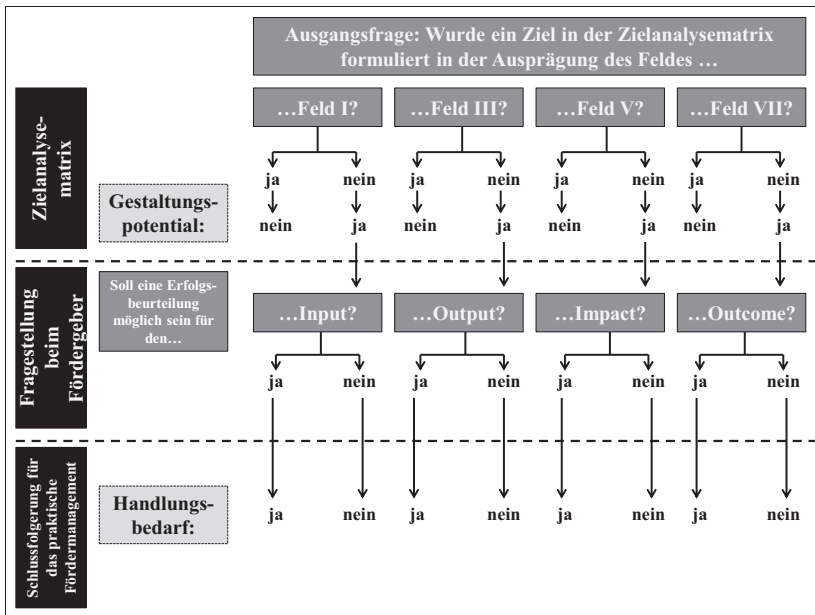 Ausgangsfrage: Wurde ein Ziel in der Zielanalysematrix
formuliert in der Ausprägung des Feldes …
Zielanalyse-
matrix
…Feld I?
…Feld III?
…Feld V?
…Feld VII?
ja nein ja nein ja nein ja nein
Gestaltungs-
potential:
nein ja nein ja nein ja nein ja
Fragestellung
beim
Fördergeber
Soll eine Erfolgs-
beurteilung
möglich sein für
den…
…Input?
…Output?
…Impact?
…Outcome?
ja nein ja nein ja nein ja nein
Schlussfolgerung für
das praktische
Fördermanagement
Handlungs-
bedarf:
ja nein ja nein ja nein ja nein